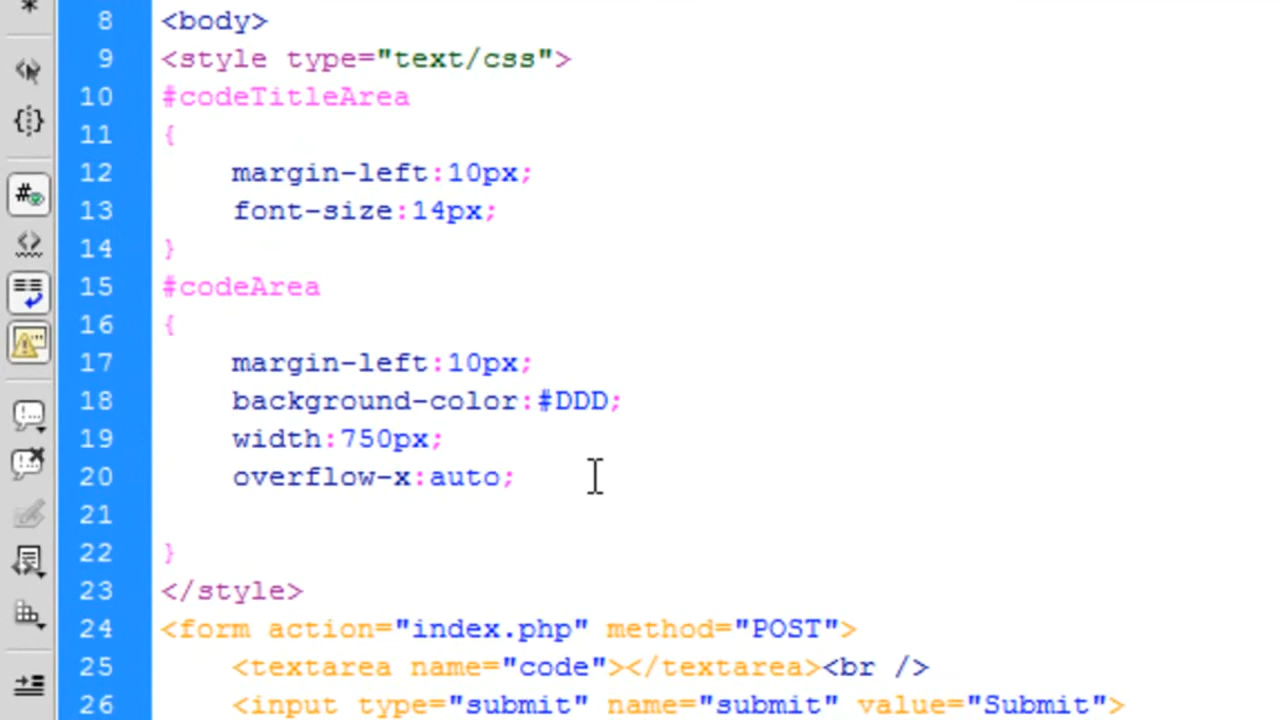 8 <body>
9 <style type="text/css">
10 #codeTitleArea
11 {
12 margin-left:10px;
13 font-size:14px;
14 }
15 #codeArea
16 {
17 margin-left:10px;
18 background-color:#DDD;
19 width:750px;
20 overflow-x:auto;
21
22 }
23 </style>
24 <form action="index.php" method="POST">
25 <textarea name="code"></textarea><br />
26 <input type="submit" name="submit" value="Submit">